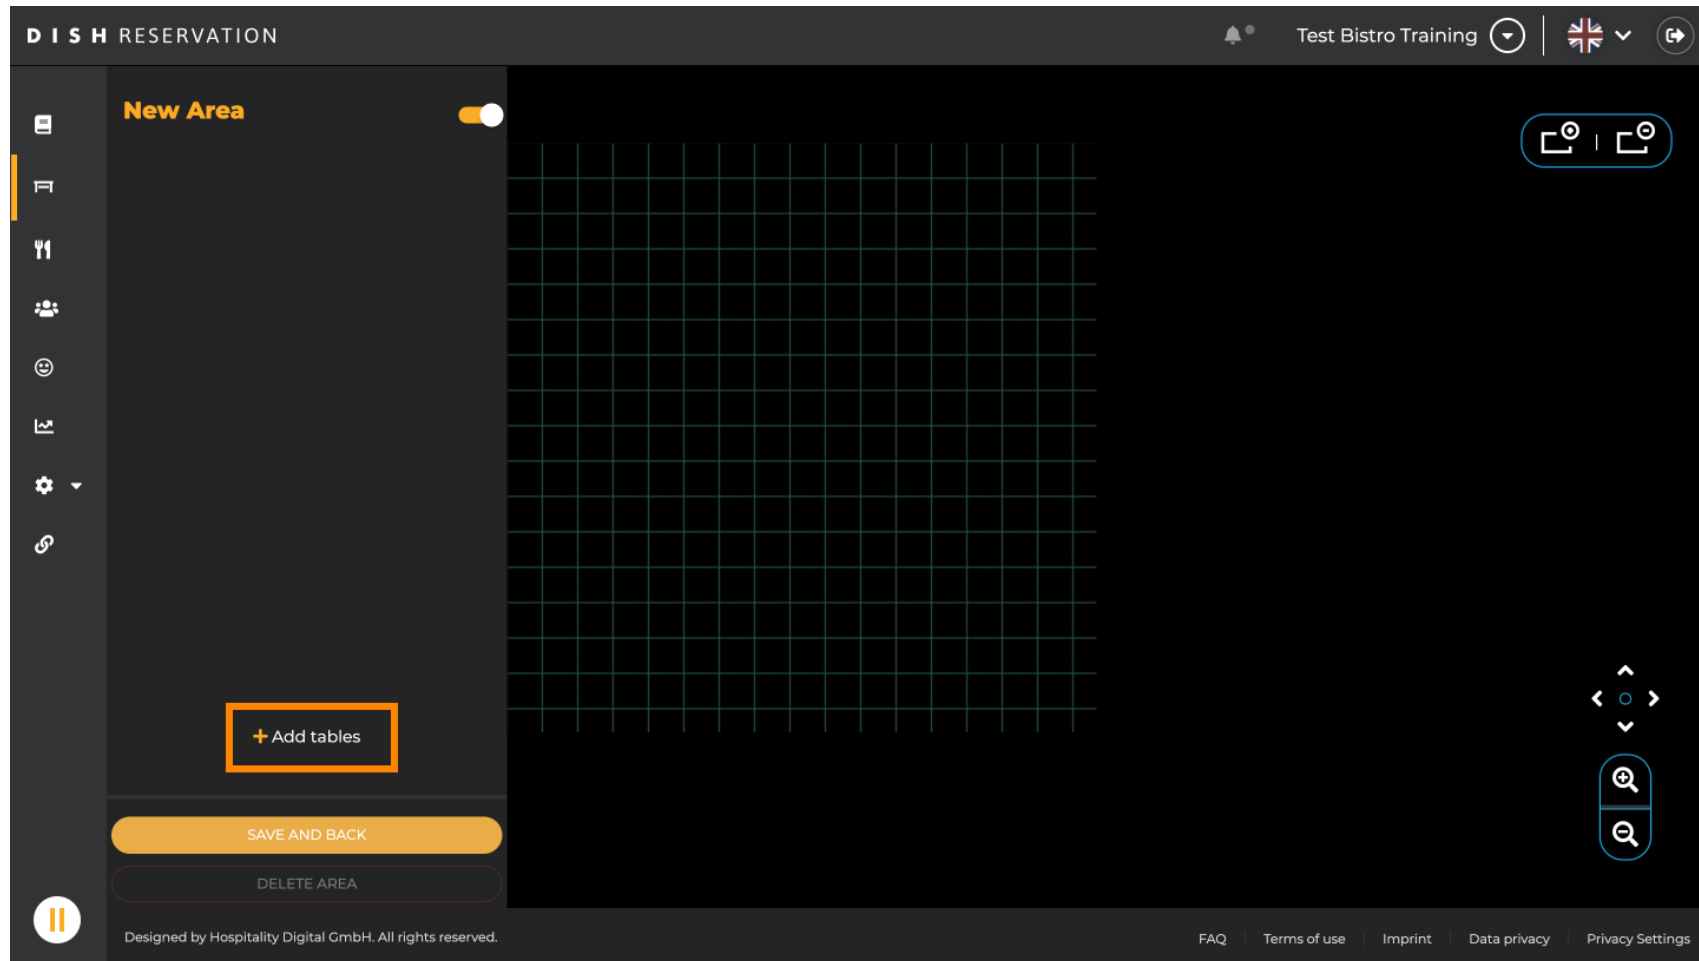 DISH RESERVATION
Test Bistro Training
New Area
+ Add tables
SAVE AND BACK
DELETE AREA
Designed by Hospitality Digital GmbH. All rights reserved.
FAQ
Terms of use
Imprint
Data privacy
Privacy Settings